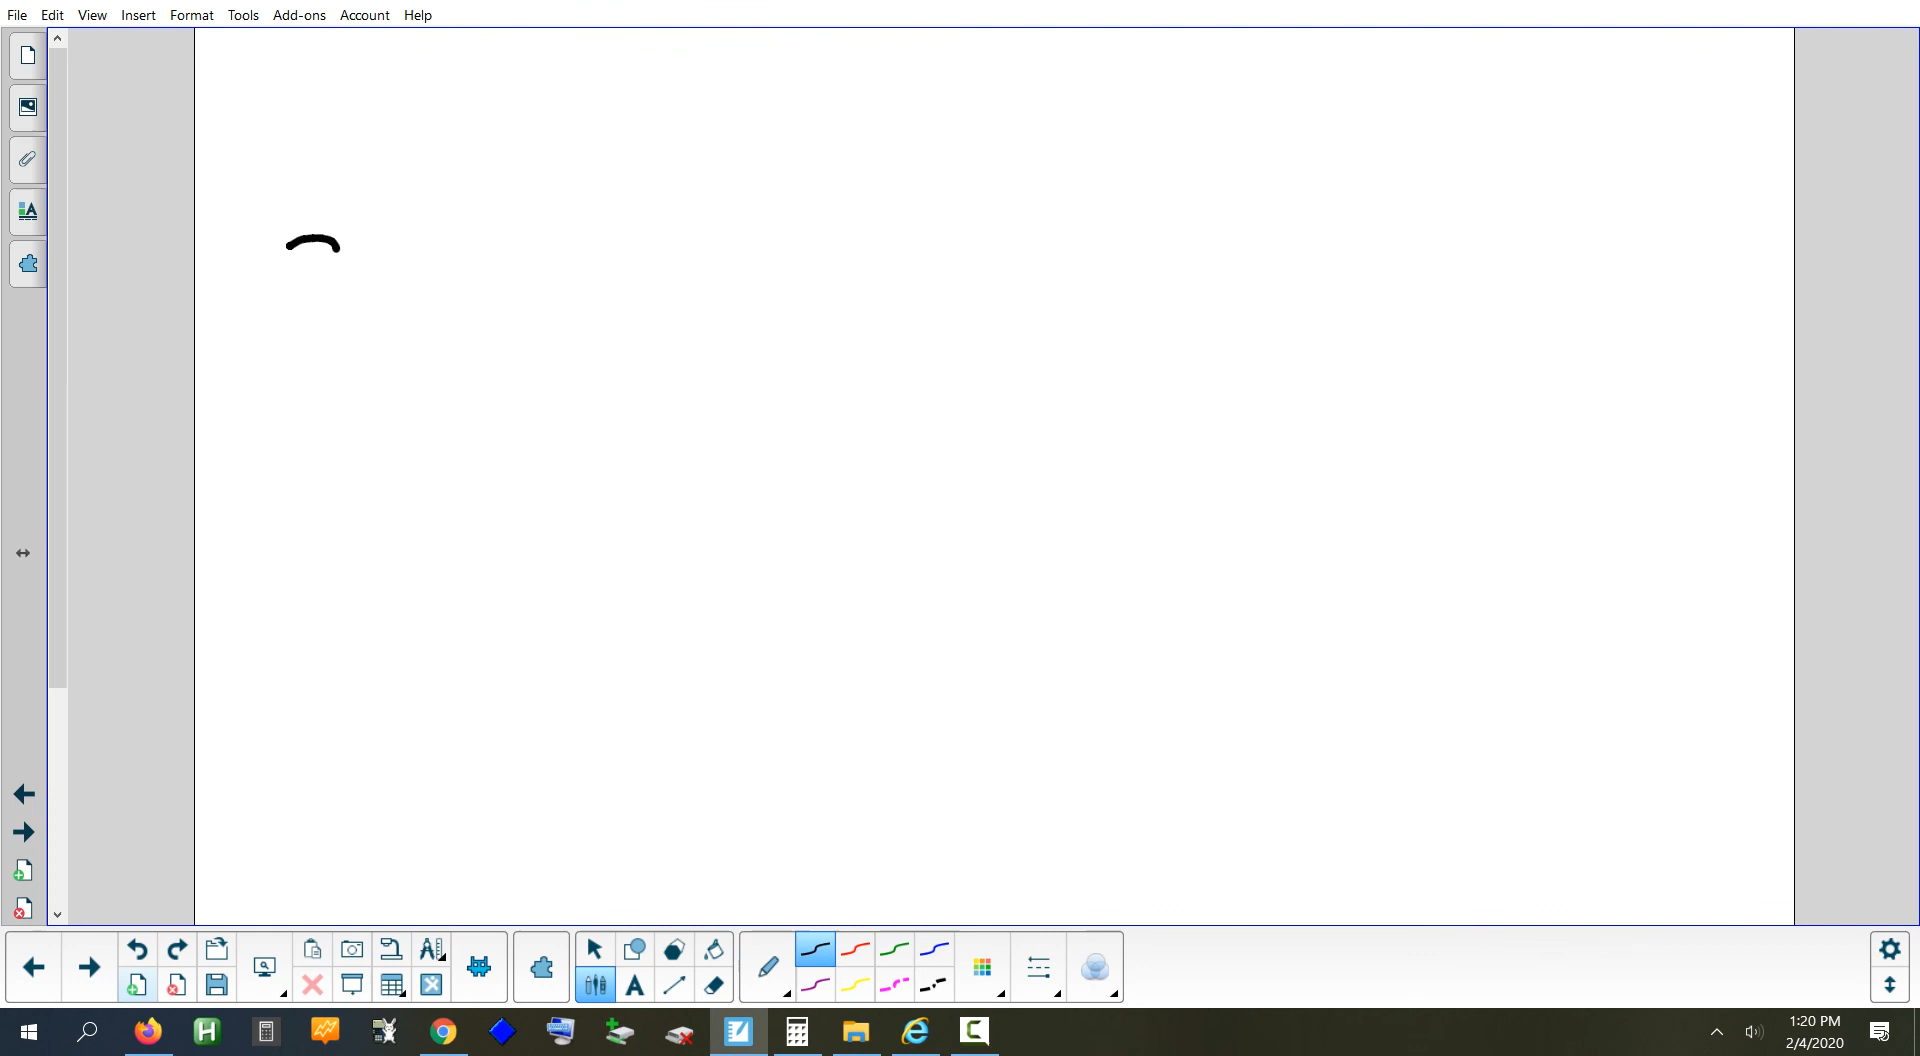 File Edit View Insert Format Tools Add-ons Account Help
1:20 PM
2/4/2020